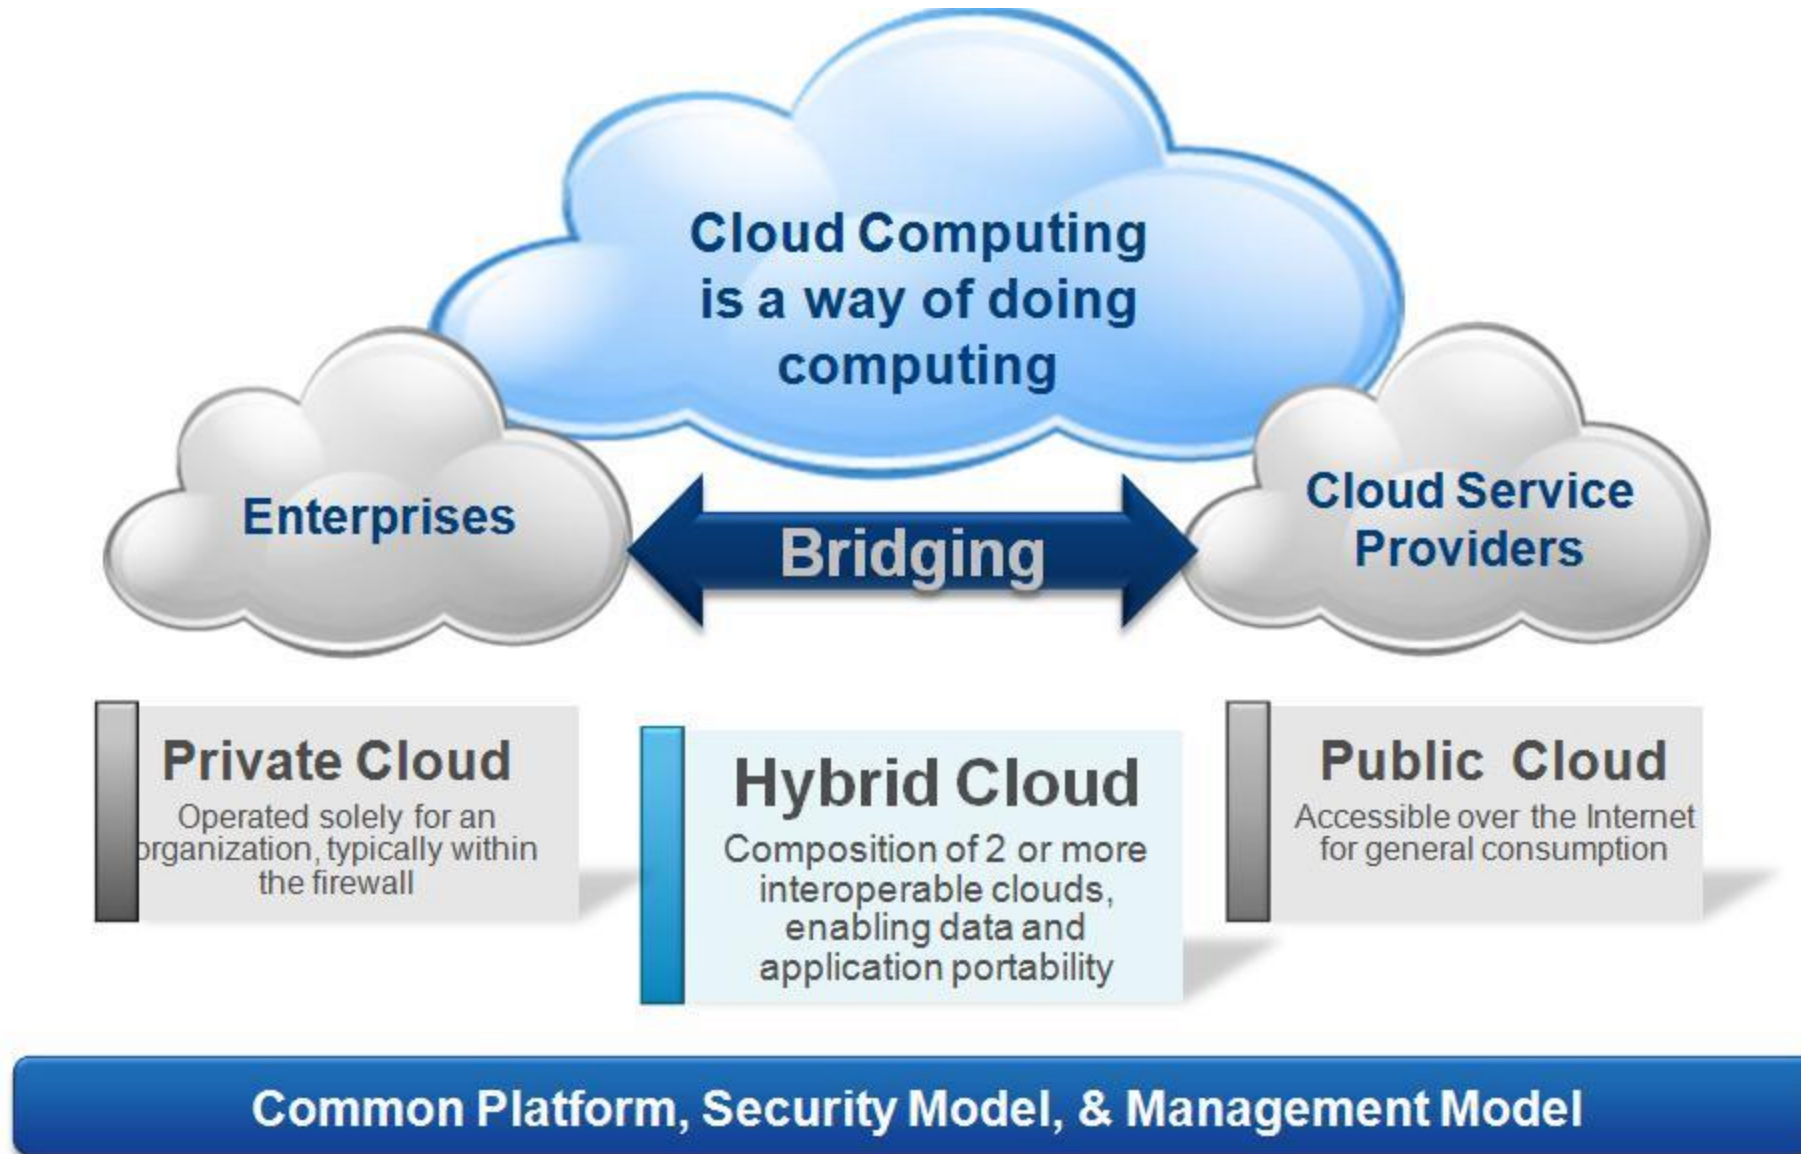 Cloud Computing
is a way of doing
computing
Enterprises
Bridging
Cloud Service
Providers
Private Cloud
Operated solely for an
organization, typically within
the firewall
Hybrid Cloud
Composition of 2 or more
interoperable clouds,
enabling data and
application portability
Public Cloud
Accessible over the Internet
for general consumption
Common Platform, Security Model, & Management Model